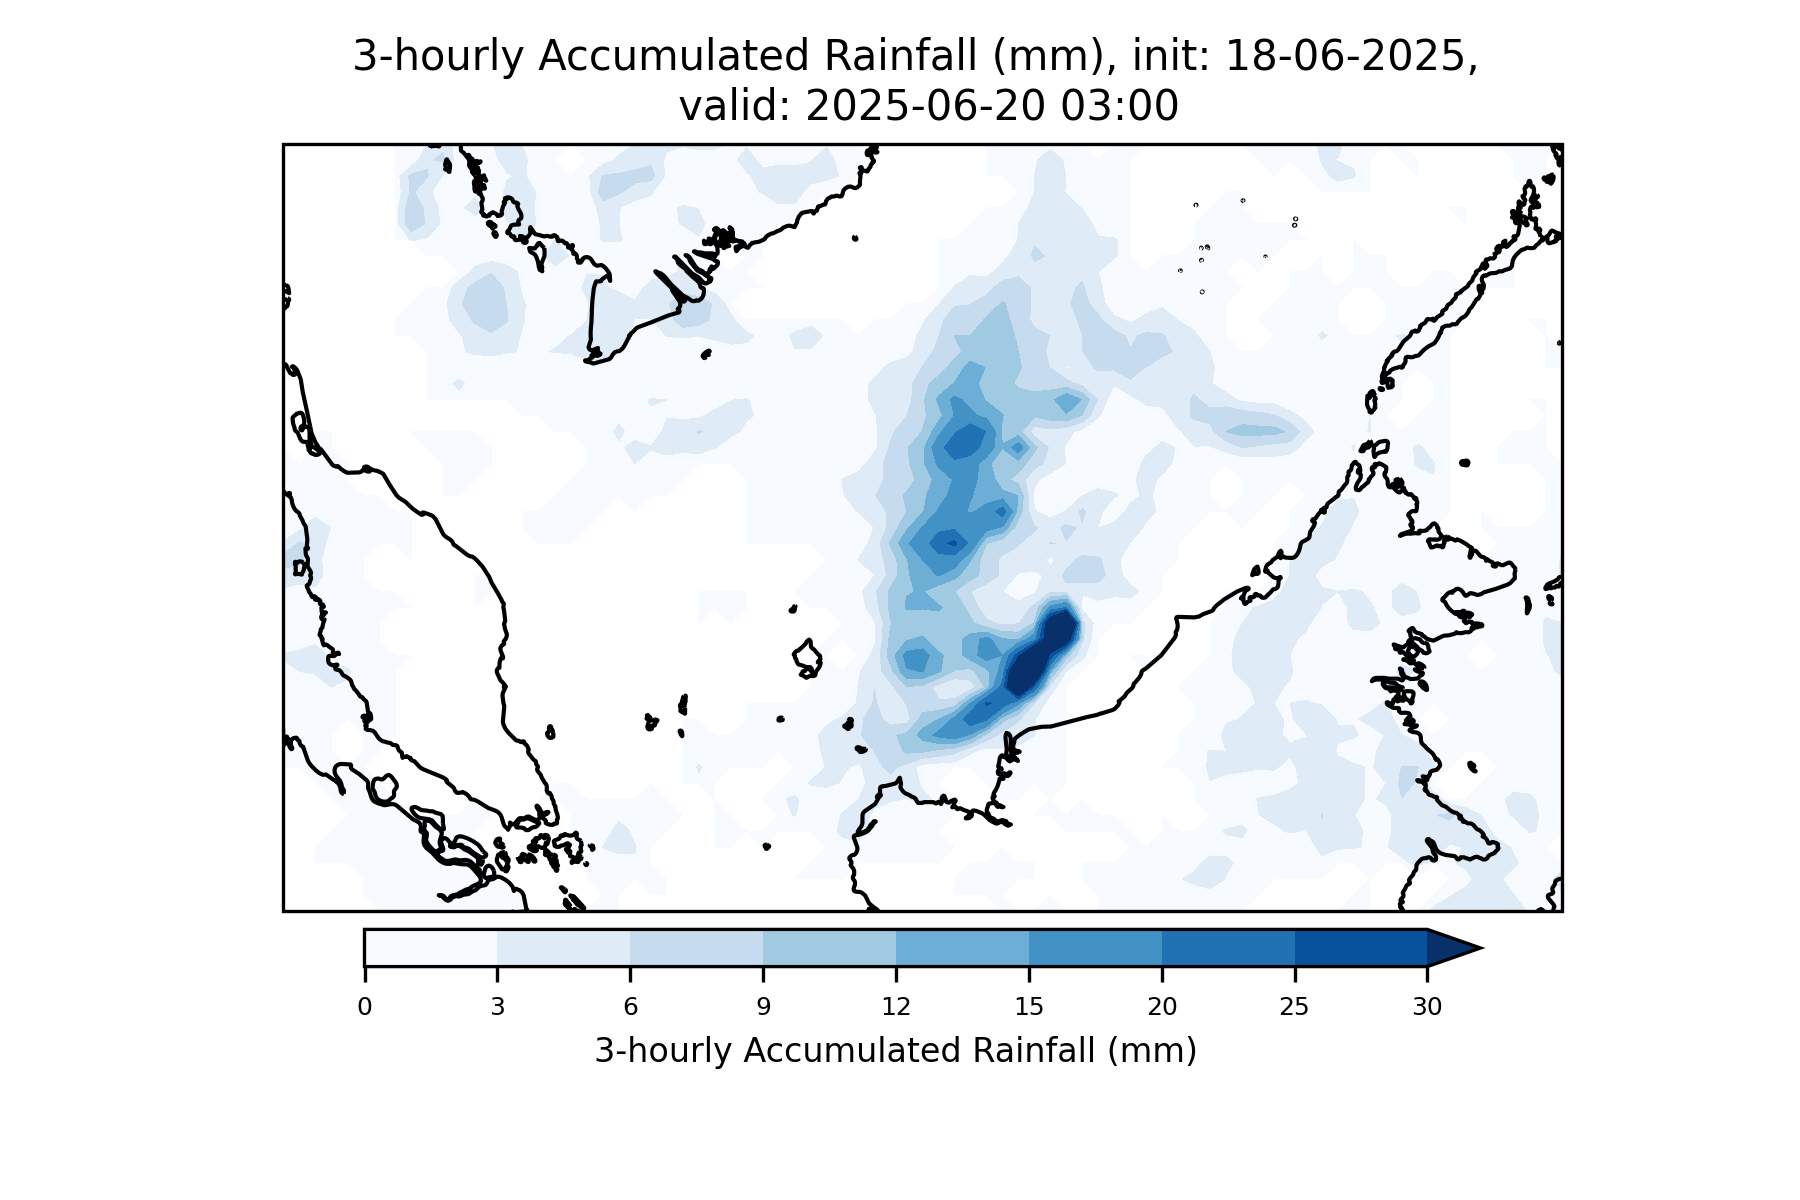 3-hourly Accumulated Rainfall (mm), init: 18-06-2025,
valid: 2025-06-20 03:00
0 3 6 9 12 15 20 25 30
3-hourly Accumulated Rainfall (mm)